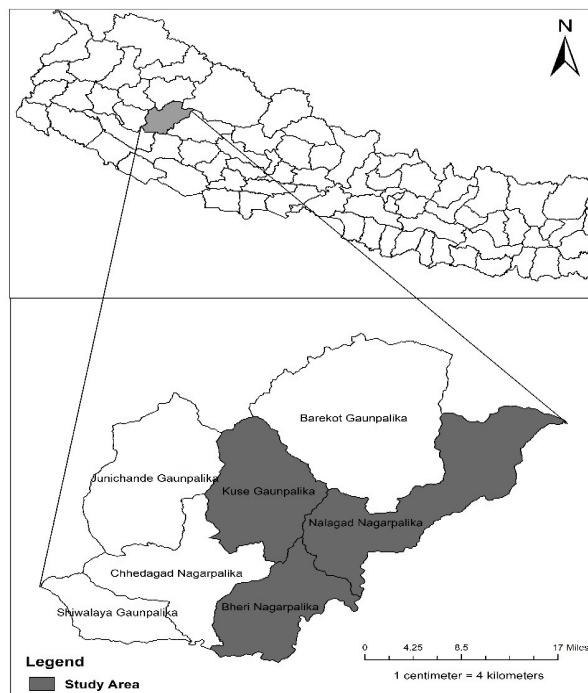 N
Barekot Gaunpalika
Junichande Gaunpalika
Kuse Gaunpalika
Nalagad Nagarpalika
Chhedagad Nagarpalika
Shiwalaya Gaunpalika
Bheri Nagarpalika
0 4.25 8.5 17 Miles
1 centimeter = 4 kilometers
Legend
Study Area